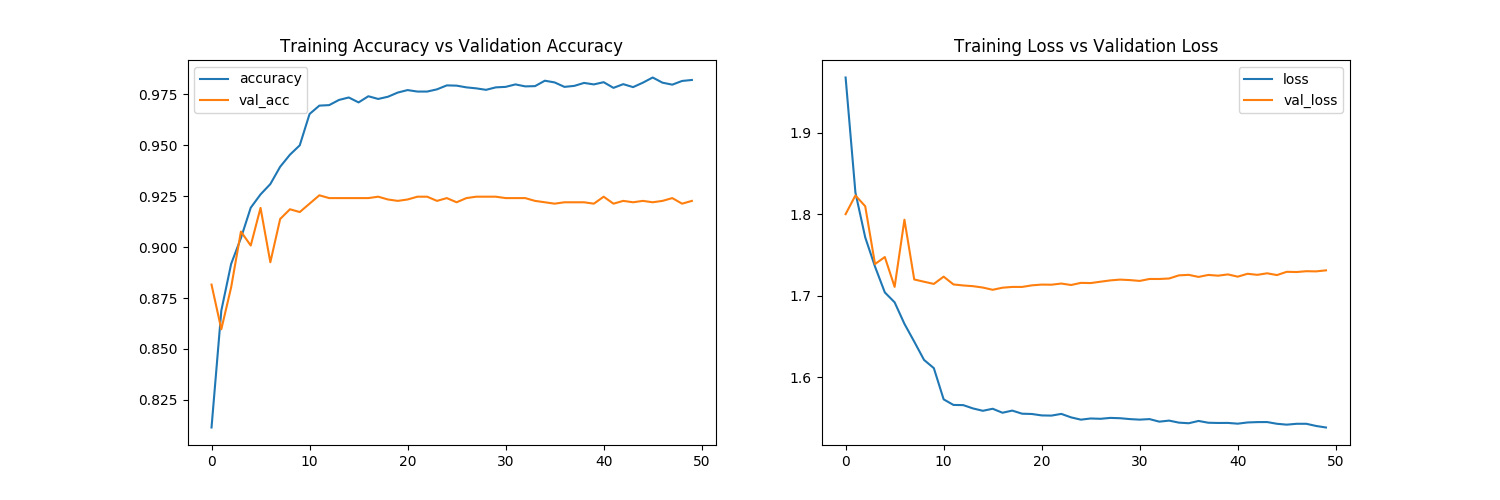 Training Accuracy vs Validation Accuracy
accuracy
val_acc
0.975
0.950
0.925
0.900
0.875
0.850
0.825
0 10 20 30 40 50
Training Loss vs Validation Loss
loss
val_loss
1.9
1.8
1.7
1.6
0 10 20 30 40 50